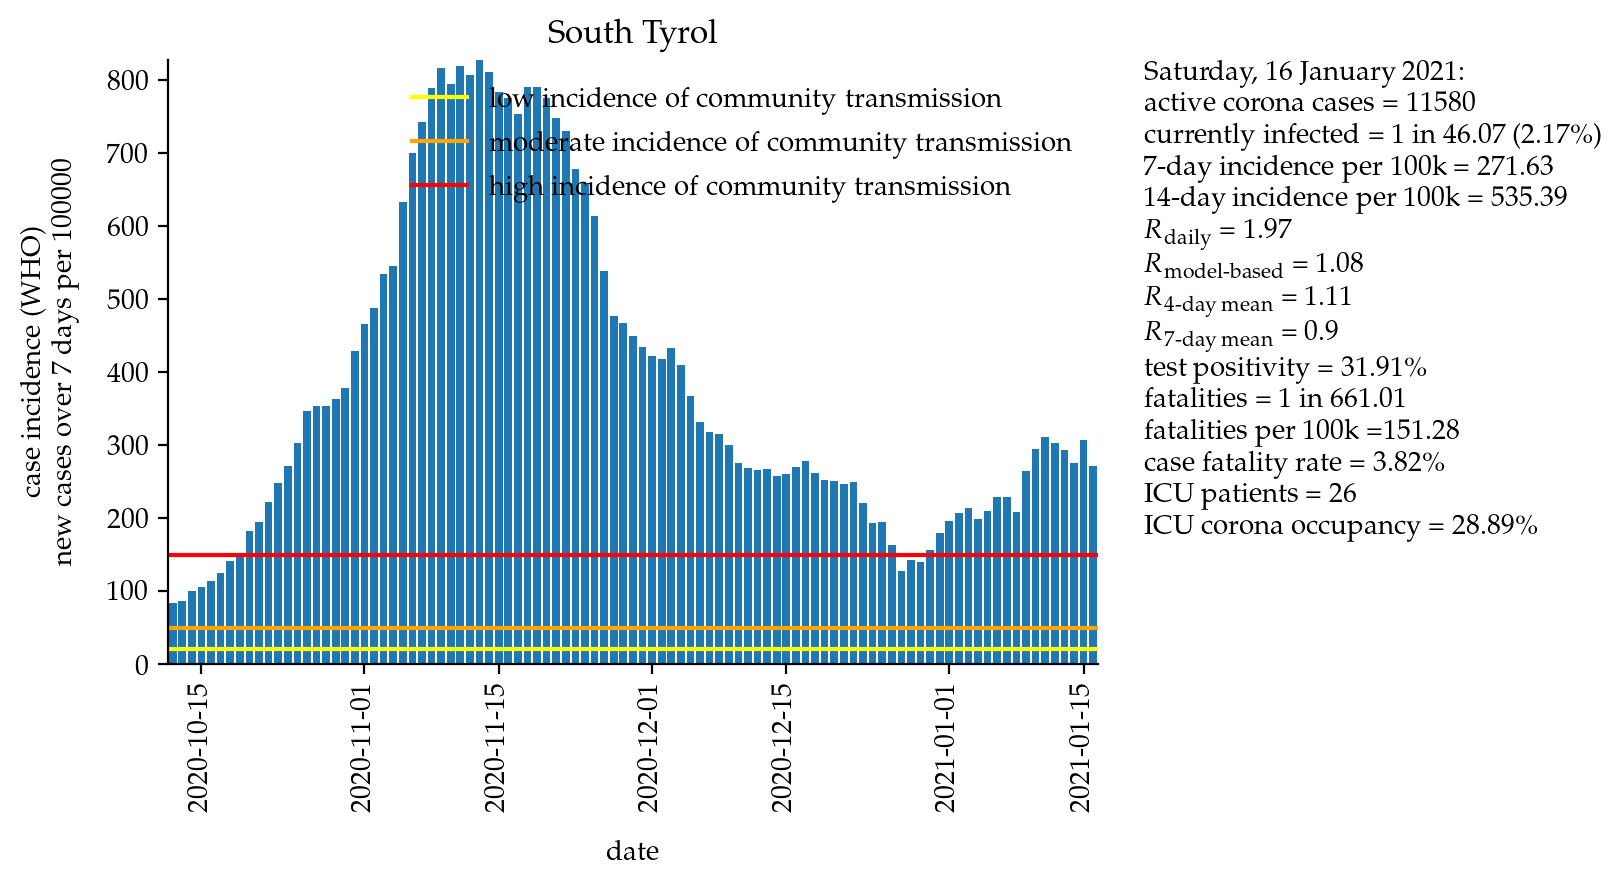 South Tyrol
case incidence (WHO)
new cases over 7 days per 100000
800
700
600
500
400
300
200
100
0
low incidence of community transmission
moderate incidence of community transmission
high incidence of community transmission
2020-10-15
2020-11-01
2020-11-15
2020-12-01
2020-12-15
2021-01-01
2021-01-15
date
Saturday, 16 January 2021:
active corona cases = 11580
currently infected = 1 in 46.07 (2.17%)
7-day incidence per 100k = 271.63
14-day incidence per 100k = 535.39
R daily = 1.97
R model-based = 1.08
R 4-day mean = 1.11
R 7-day mean = 0.9
test positivity = 31.91%
fatalities = 1 in 661.01
fatalities per 100k =151.28
case fatality rate = 3.82%
ICU patients = 26
ICU corona occupancy = 28.89%